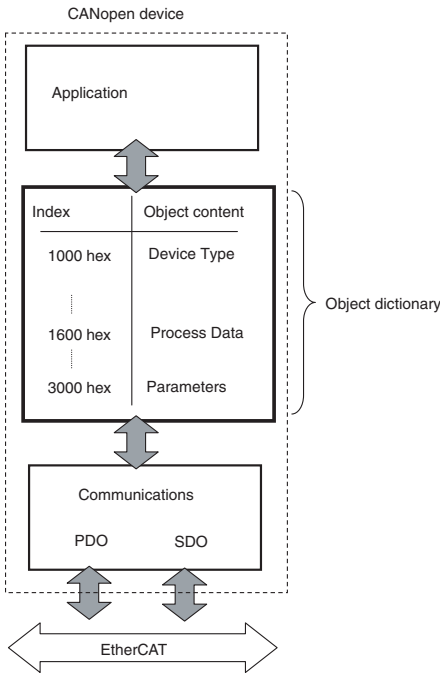 CANopen device
Application
Index Object content
1000 hex Device Type
1600 hex Process Data
Object dictionary
3000 hex Parameters
Communications
PDO SDO
EtherCAT